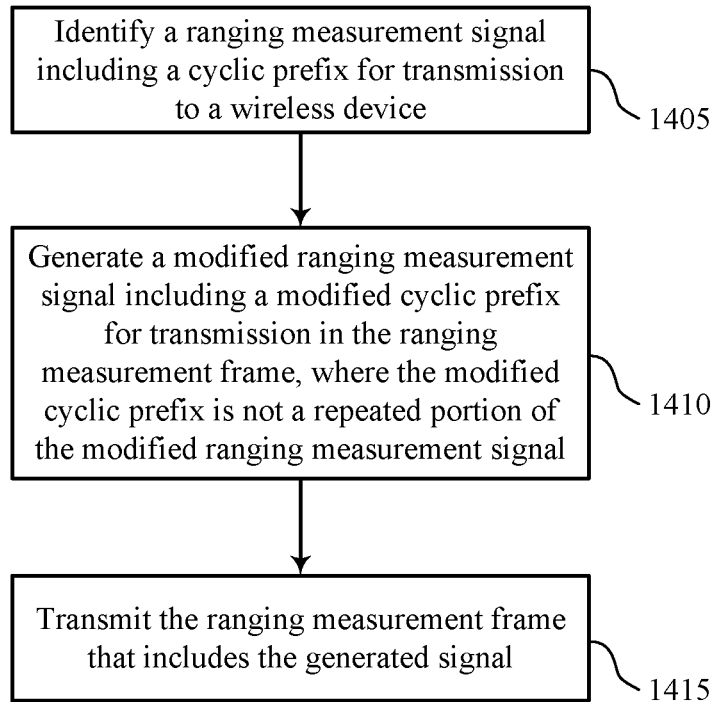 Identify a ranging measurement signal
including a cyclic prefix for transmission
to a wireless device
1405
Generate a modified ranging measurement
signal including a modified cyclic prefix
for transmission in the ranging
measurement frame, where the modified
cyclic prefix is not a repeated portion of
the modified ranging measurement signal
1410
Transmit the ranging measurement frame
that includes the generated signal
1415